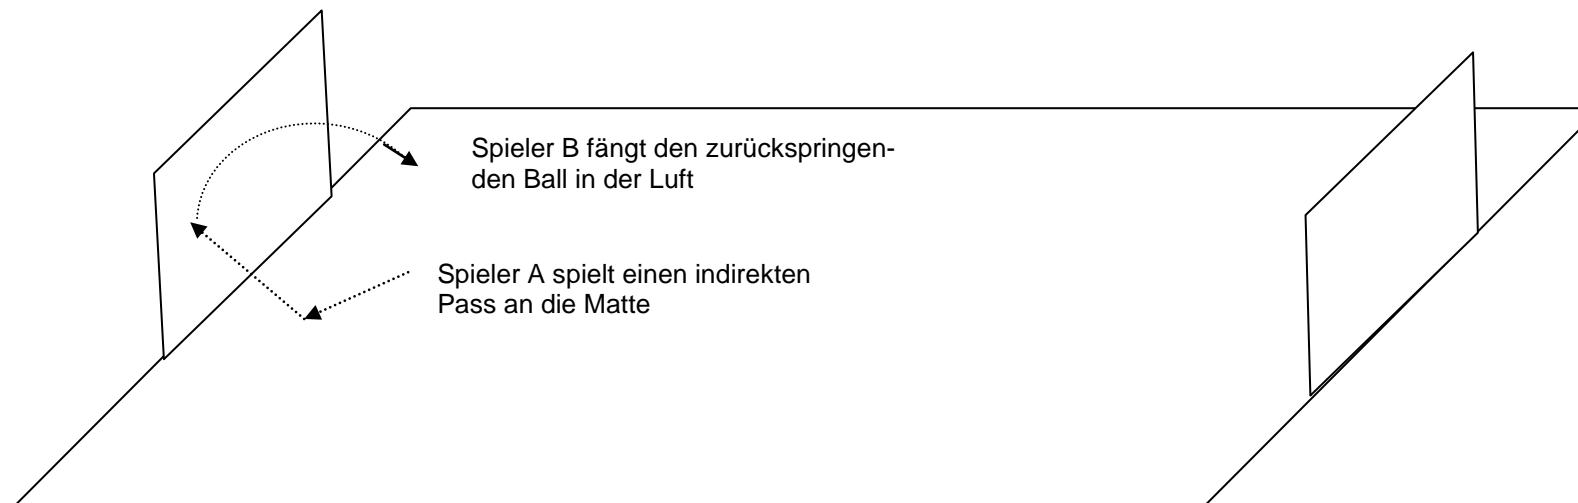 Spieler B fängt den zurückspringen-
den Ball in der Luft
Spieler A spielt einen indirekten
Pass an die Matte